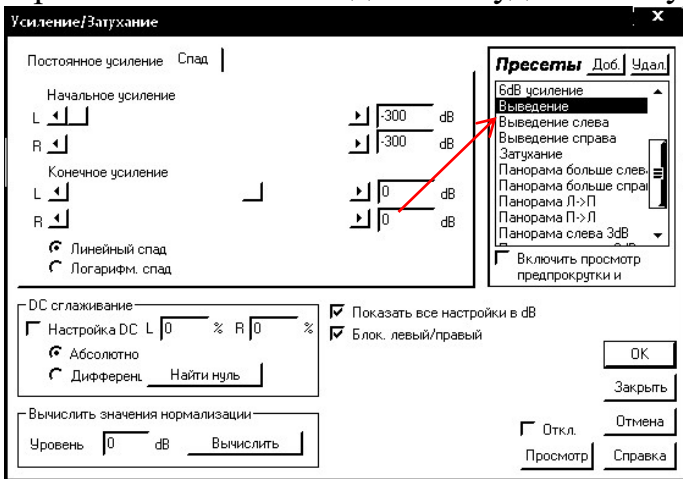 Усиление/Затухание
x
Постоянное усиление Спад
Начальное усиление
L -300 dB
R -300 dB
Конечное усиление
L 0 dB
R 0 dB
Линейный спад
Логарифм. спад
Пресеты Доб. Удал.
6dB усиление
Выведение
Выведение слева
Выведение справа
Затухание
Панорама больше слев
Панорама больше спра
Панорама Л->П
Панорама П->Л
Панорама слева 3dB
Включить просмотр
предпрокрутки и
DC сглаживание
Настройка DC L 0 % R 0 %
Абсолютно
Дифферен
Найти нуль
Показать все настройки в dB
Блок. левый/правый
Вычислить значения нормализации
Уровень 0 dB Вычислить
OK
Закрыть
Откл. Отмена
Просмотр Справка